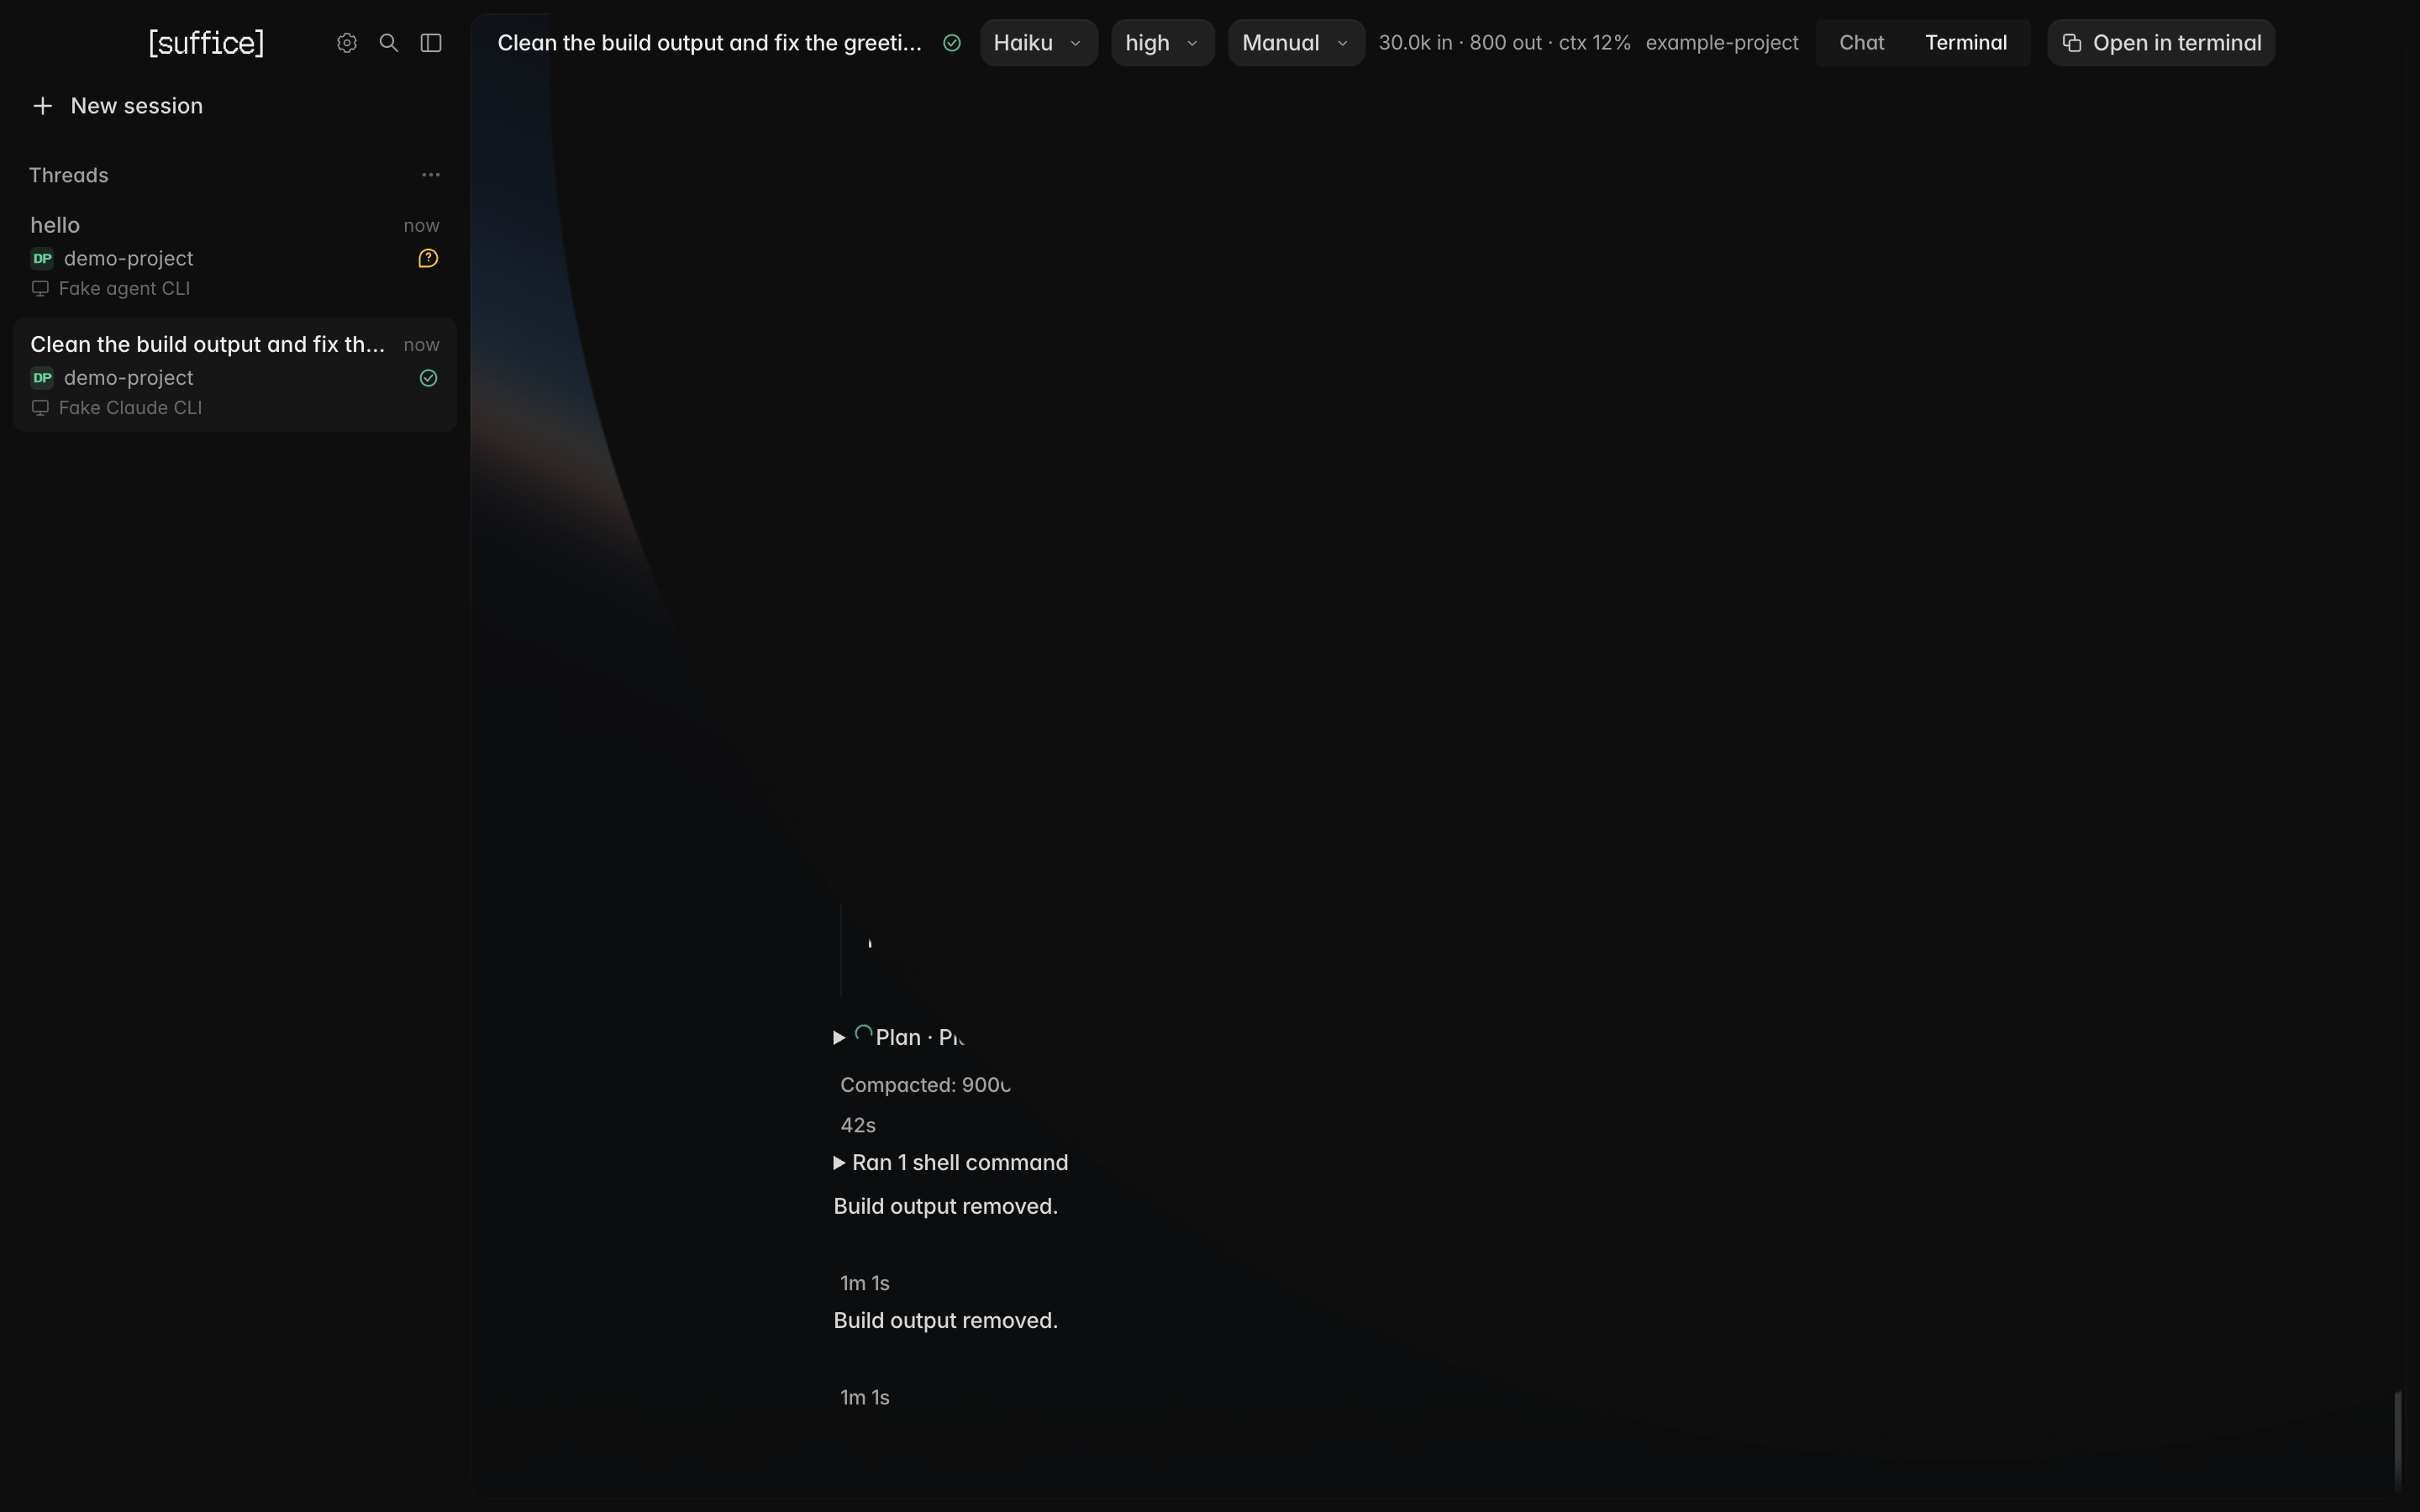 [suffice]
New session
Threads
hello now
DP demo-project
Fake agent CLI
Clean the build output and fix th... now
DP demo-project
Fake Claude CLI
Clean the build output and fix the greeti... Haiku high Manual 30.0k in · 800 out · ctx 12% example-project Chat Terminal Open in terminal
Plan ·
Compacted:
42s
Ran 1 shell command
Build output removed.
1m 1s
Build output removed.
1m 1s